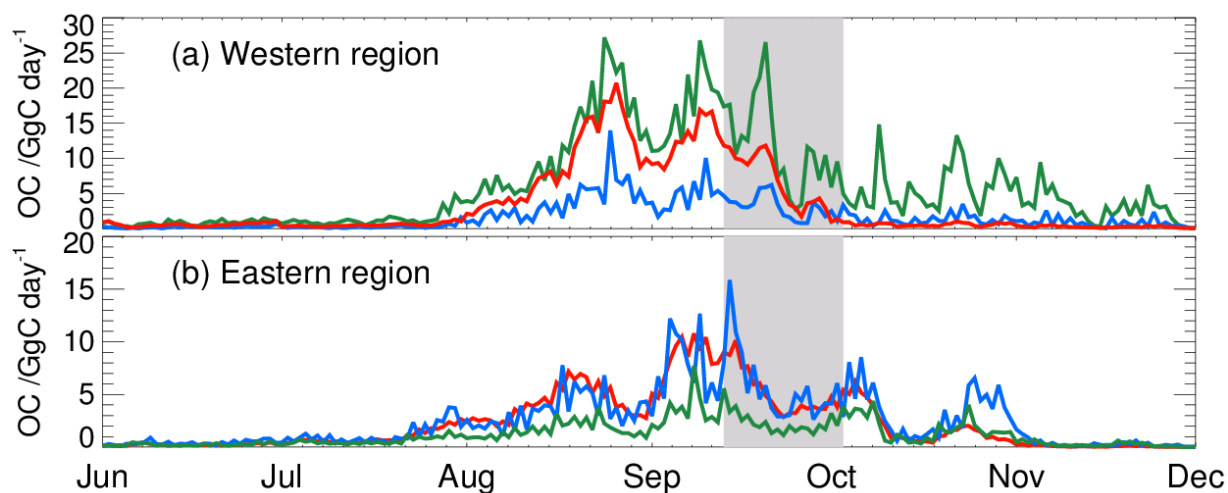 30
25
20
15
10
5
0
OC /GgC day⁻¹
(a) Western region
20
15
10
5
0
OC /GgC day⁻¹
(b) Eastern region
Jun Jul Aug Sep Oct Nov Dec